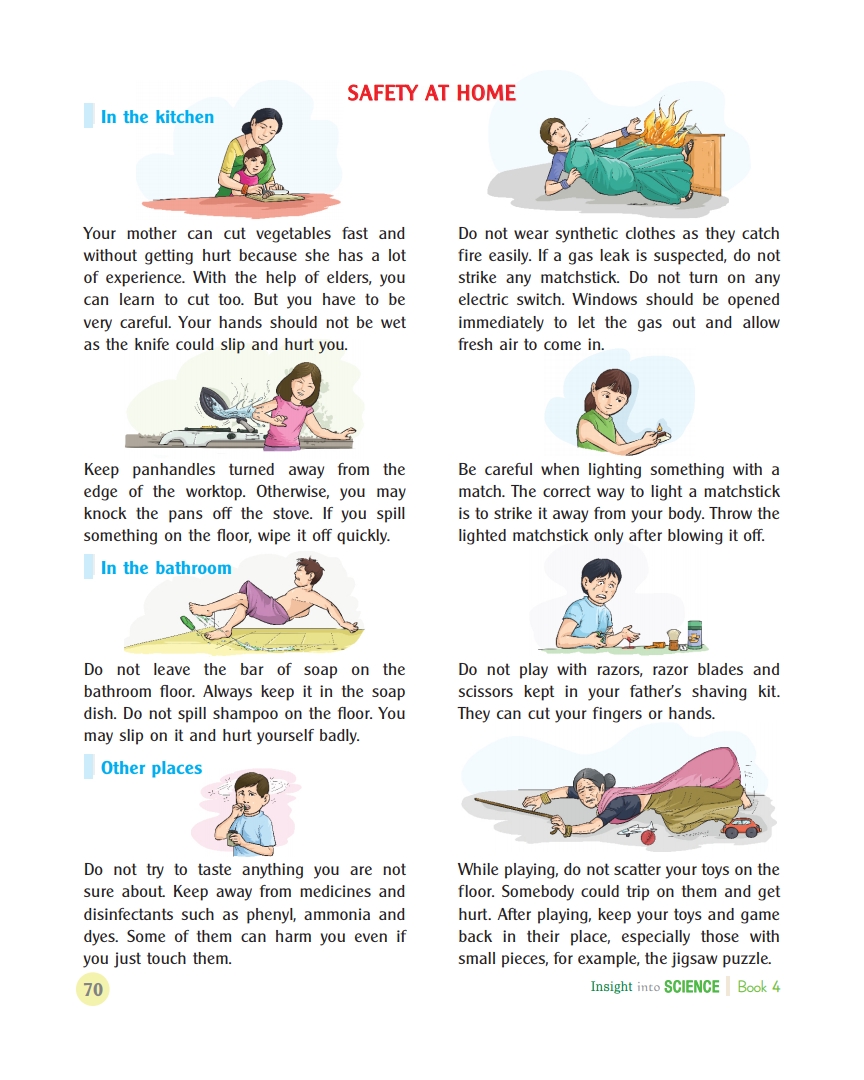 SAFETY AT HOME
In the kitchen
Your mother can cut vegetables fast and
without getting hurt because she has a lot
of experience. With the help of elders, you
can learn to cut too. But you have to be
very careful. Your hands should not be wet
as the knife could slip and hurt you.
Do not wear synthetic clothes as they catch
fire easily. If a gas leak is suspected, do not
strike any matchstick. Do not turn on any
electric switch. Windows should be opened
immediately to let the gas out and allow
fresh air to come in.
Keep panhandles turned away from the
edge of the worktop. Otherwise, you may
knock the pans off the stove. If you spill
something on the floor, wipe it off quickly.
Be careful when lighting something with a
match. The correct way to light a matchstick
is to strike it away from your body. Throw the
lighted matchstick only after blowing it off.
In the bathroom
Do not leave the bar of soap on the
bathroom floor. Always keep it in the soap
dish. Do not spill shampoo on the floor. You
may slip on it and hurt yourself badly.
Do not play with razors, razor blades and
scissors kept in your father's shaving kit.
They can cut your fingers or hands.
Other places
Do not try to taste anything you are not
sure about. Keep away from medicines and
disinfectants such as phenyl, ammonia and
dyes. Some of them can harm you even if
you just touch them.
While playing, do not scatter your toys on the
floor. Somebody could trip on them and get
hurt. After playing, keep your toys and game
back in their place, especially those with
small pieces, for example, the jigsaw puzzle.
70
Insight into SCIENCE Book 4